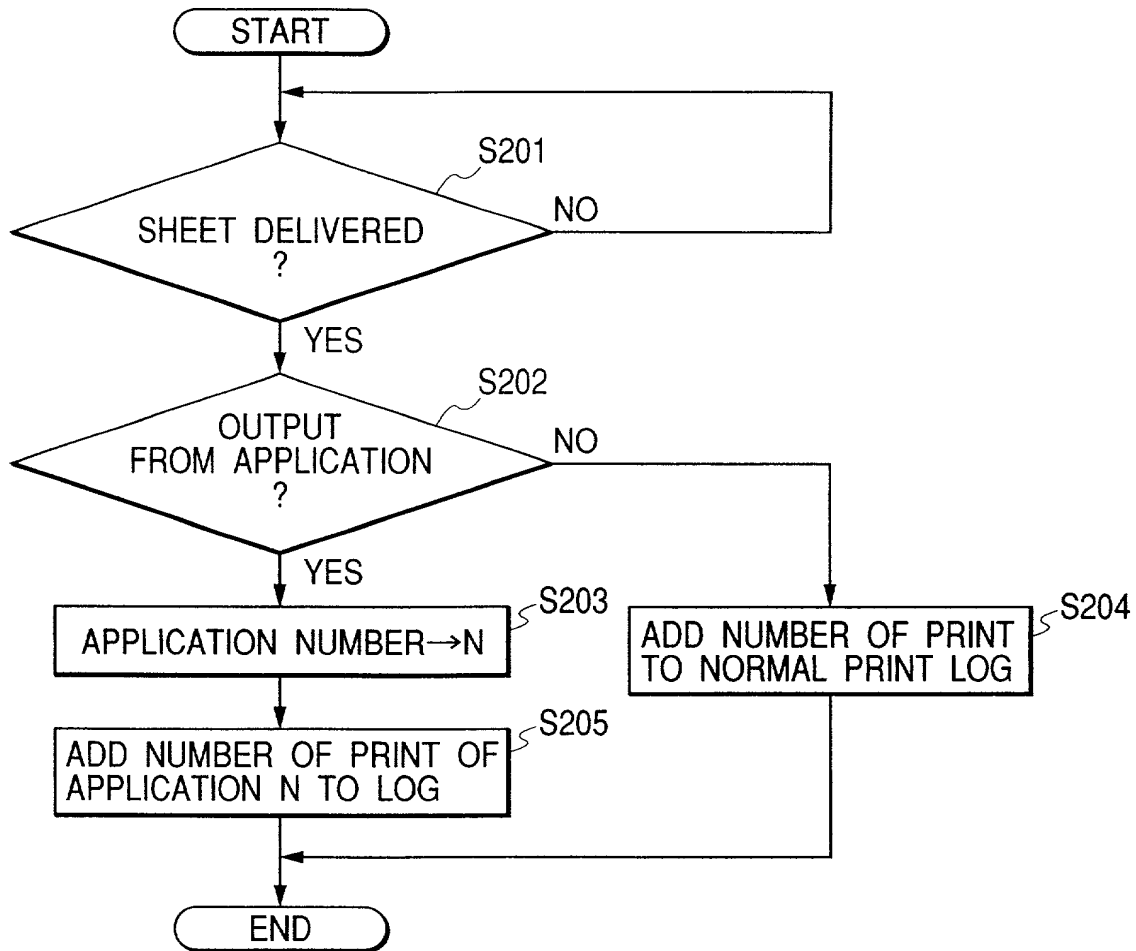 START
S201
SHEET DELIVERED
?
NO
YES
S202
OUTPUT
FROM APPLICATION
?
NO
YES
S203
APPLICATION NUMBER→N
S204
ADD NUMBER OF PRINT
TO NORMAL PRINT LOG
S205
ADD NUMBER OF PRINT OF
APPLICATION N TO LOG
END